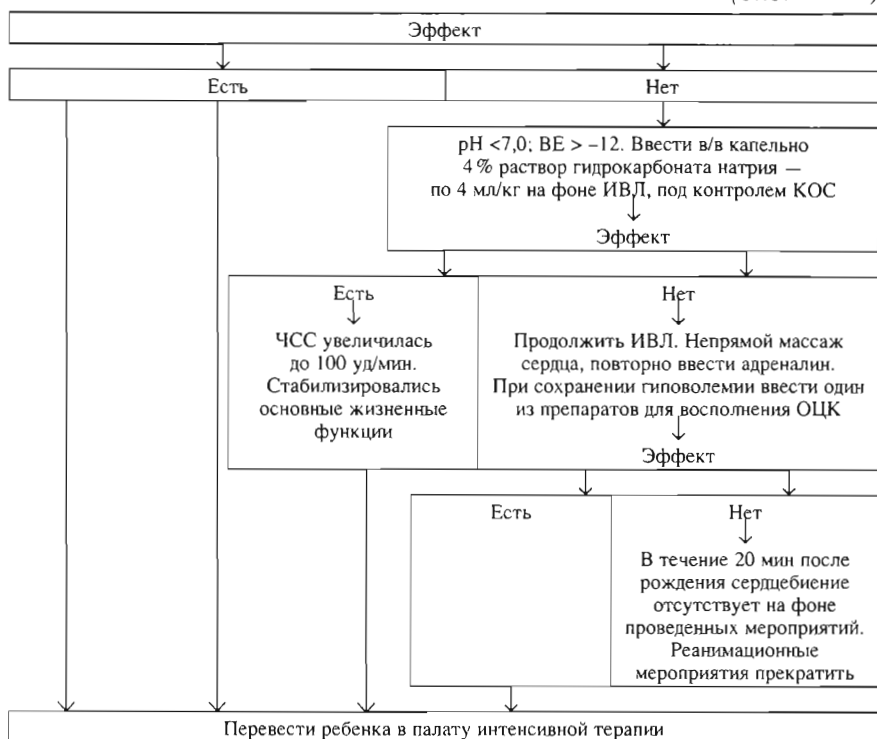 Эффект
Есть
Нет
pH <7,0; BE > −12. Ввести в/в капельно
4 % раствор гидрокарбоната натрия —
по 4 мл/кг на фоне ИВЛ, под контролем КОС
Эффект
Есть
ЧСС увеличилась
до 100 уд/мин.
Стабилизировались
основные жизненные
функции
Нет
Продолжить ИВЛ. Непрямой массаж
сердца, повторно ввести адреналин.
При сохранении гиповолемии ввести один
из препаратов для восполнения ОЦК
Эффект
Есть
Нет
В течение 20 мин после
рождения сердцебиение
отсутствует на фоне
проведенных мероприятий.
Реанимационные
мероприятия прекратить
Перевести ребенка в палату интенсивной терапии